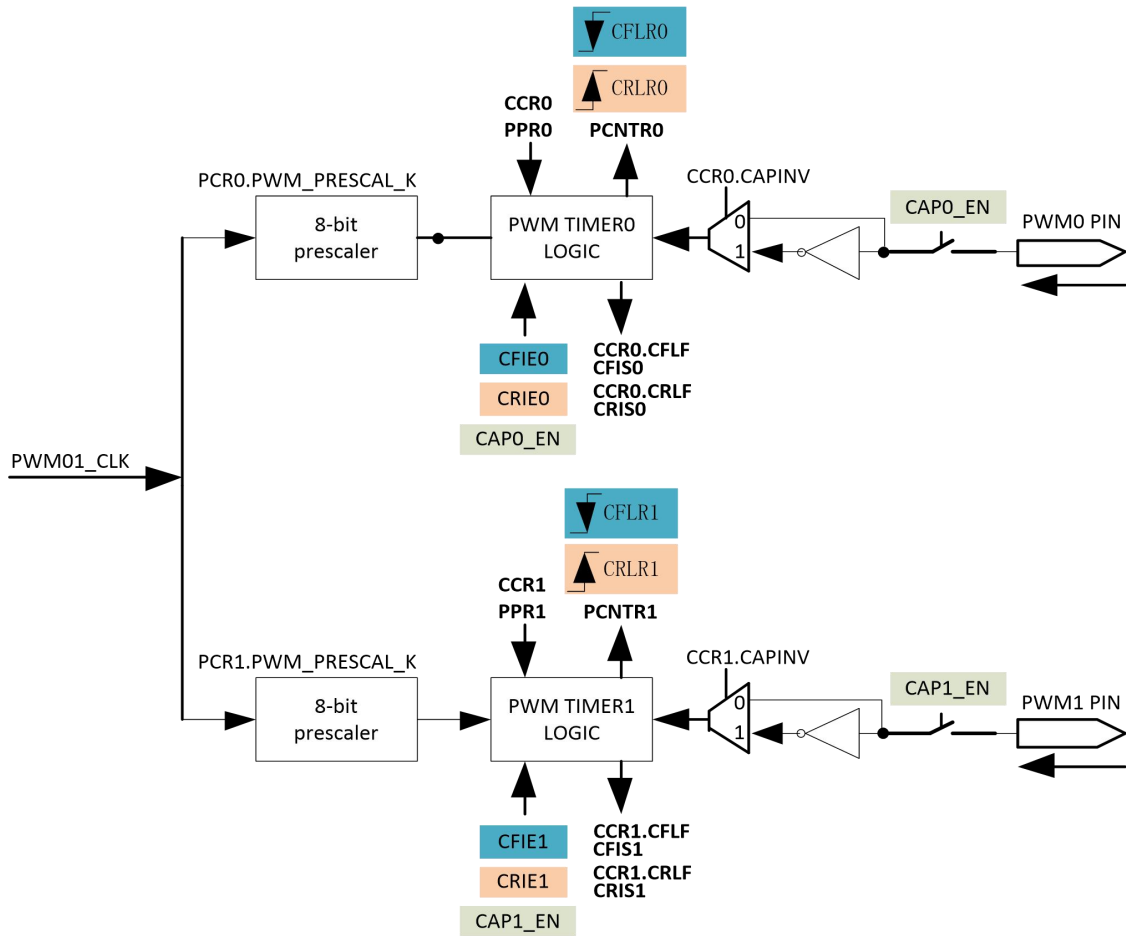 CFLR0
CRLR0
CCR0
PPR0
PCNTR0
PCR0.PWM_PRESCAL_K
CCR0.CAPINV
CAP0_EN
PWM0 PIN
8-bit
prescaler
PWM TIMER0
LOGIC
0
1
CFIE0
CRIE0
CAP0_EN
CCR0.CFLF
CFIS0
CCR0.CRLF
CRIS0
PWM01_CLK
CFLR1
CRLR1
CCR1
PPR1
PCNTR1
PCR1.PWM_PRESCAL_K
CCR1.CAPINV
CAP1_EN
PWM1 PIN
8-bit
prescaler
PWM TIMER1
LOGIC
0
1
CFIE1
CRIE1
CAP1_EN
CCR1.CFLF
CFIS1
CCR1.CRLF
CRIS1